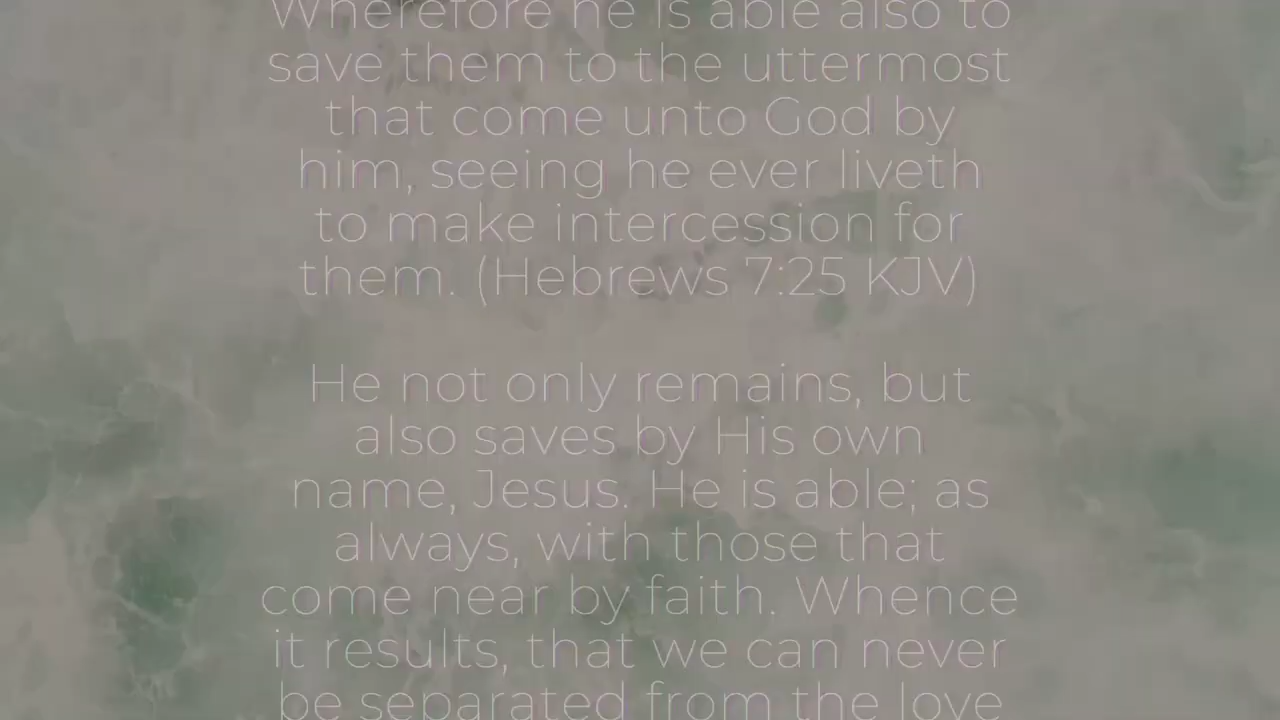 Wherefore he is able also to
save them to the uttermost
that come unto God by
him, seeing he ever liveth
to make intercession for
them. (Hebrews 7:25 KJV)
He not only remains, but
also saves by His own
name, Jesus. He is able; as
always, with those that
come near by faith. Whence
it results, that we can never
be separated from the love